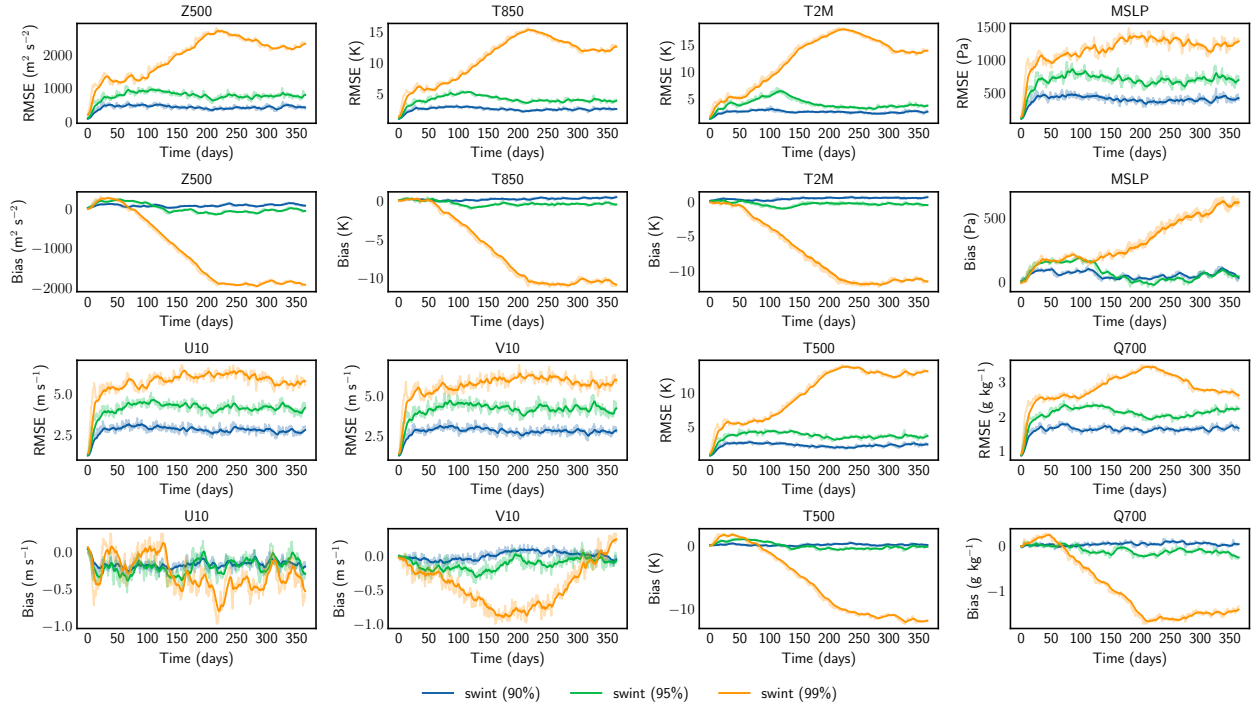 Z500 T850 T2M MSLP
RMSE (m² s⁻²) 0 1000 2000
RMSE (K) 5 10 15
RMSE (K) 5 10 15
RMSE (Pa) 500 1000 1500
0 50 100 150 200 250 300 350 0 50 100 150 200 250 300 350 0 50 100 150 200 250 300 350 0 50 100 150 200 250 300 350
Time (days) Time (days) Time (days) Time (days)
Z500 T850 T2M MSLP
Bias (m² s⁻²) −2000 −1000 0
Bias (K) −10 −5 0
Bias (K) −10 −5 0
Bias (Pa) 0 500
0 50 100 150 200 250 300 350 0 50 100 150 200 250 300 350 0 50 100 150 200 250 300 350 0 50 100 150 200 250 300 350
Time (days) Time (days) Time (days) Time (days)
U10 V10 T500 Q700
RMSE (m s⁻¹) 2.5 5.0
RMSE (m s⁻¹) 2.5 5.0
RMSE (K) 5 10
RMSE (g kg⁻¹) 1 2 3
0 50 100 150 200 250 300 350 0 50 100 150 200 250 300 350 0 50 100 150 200 250 300 350 0 50 100 150 200 250 300 350
Time (days) Time (days) Time (days) Time (days)
U10 V10 T500 Q700
Bias (m s⁻¹) −1.0 −0.5 0.0
Bias (m s⁻¹) −1.0 −0.5 0.0
Bias (K) −10 0
Bias (g kg⁻¹) −1 0
0 50 100 150 200 250 300 350 0 50 100 150 200 250 300 350 0 50 100 150 200 250 300 350 0 50 100 150 200 250 300 350
Time (days) Time (days) Time (days) Time (days)
swint (90%) swint (95%) swint (99%)